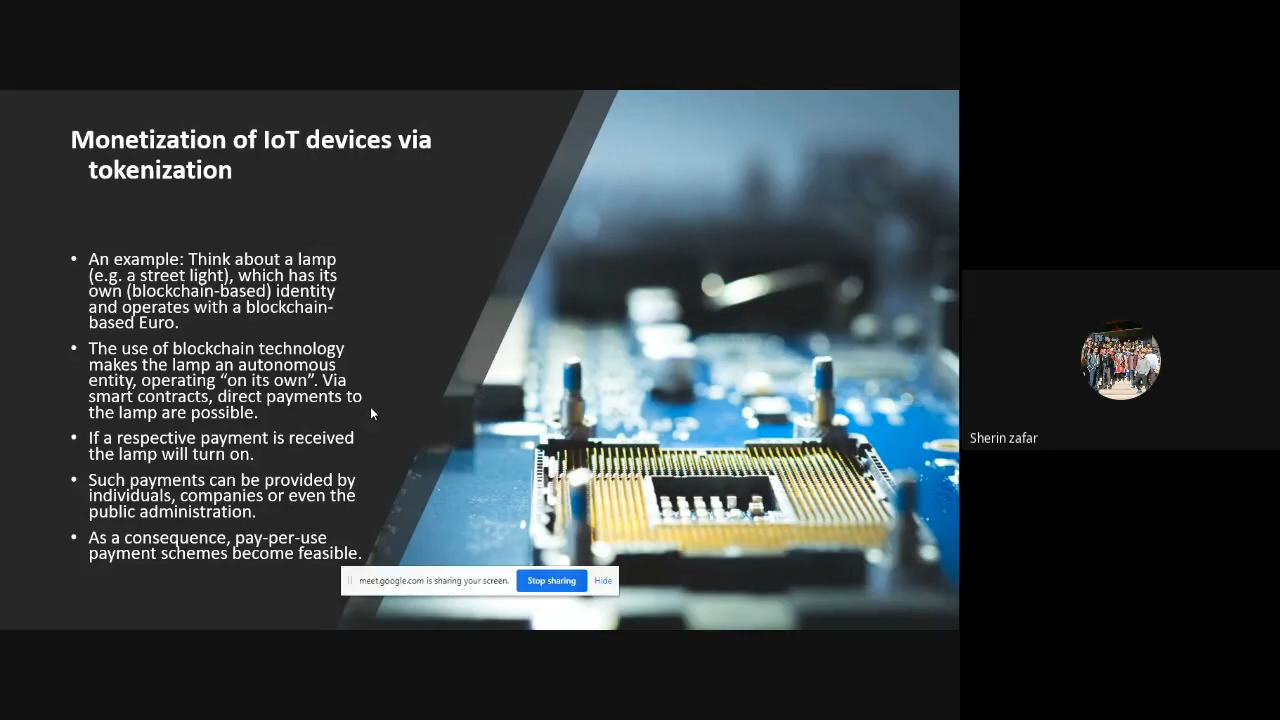 Monetization of IoT devices via
tokenization
• An example: Think about a lamp
(e.g. a street light), which has its
own (blockchain-based) identity
and operates with a blockchain-
based Euro.
• The use of blockchain technology
makes the lamp an autonomous
entity, operating “on its own”. Via
smart contracts, direct payments to
the lamp are possible.
• If a respective payment is received
the lamp will turn on.
• Such payments can be provided by
individuals, companies or even the
public administration.
• As a consequence, pay-per-use
payment schemes become feasible.
meet.google.com is sharing your screen. Stop sharing Hide
Sherin zafar